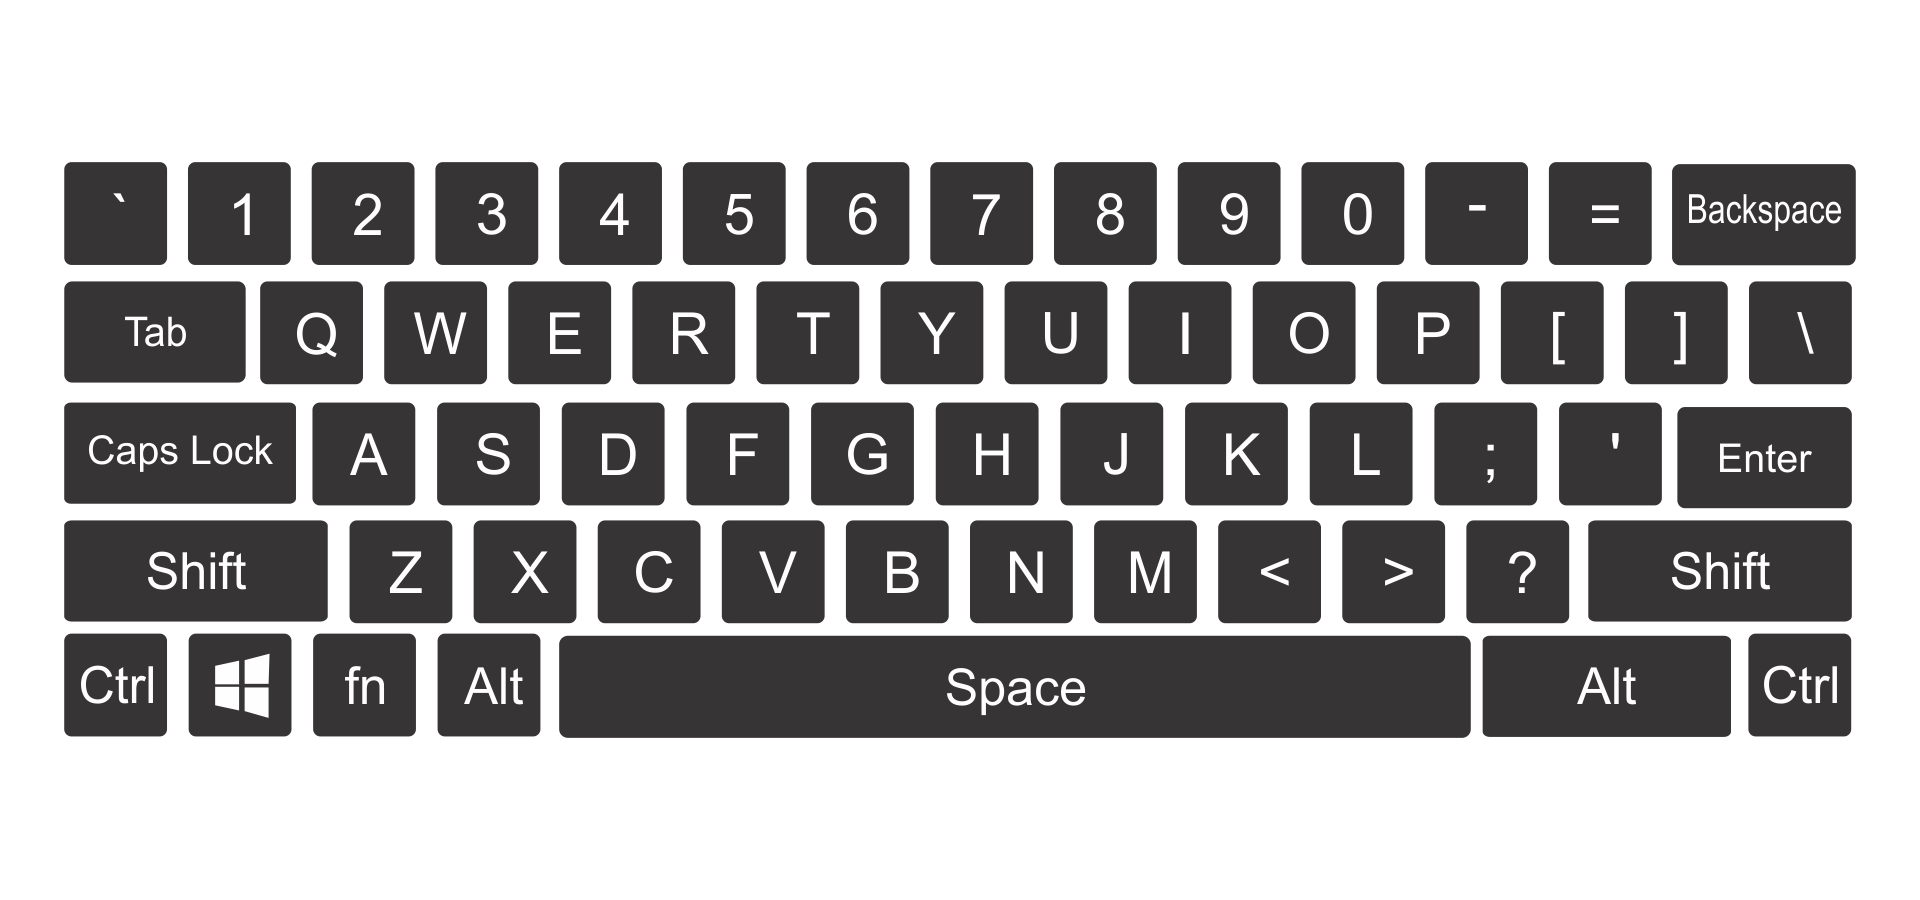 ` 1 2 3 4 5 6 7 8 9 0 - = Backspace
Tab Q W E R T Y U I O P [ ] \
Caps Lock A S D F G H J K L ; ' Enter
Shift Z X C V B N M < > ? Shift
Ctrl fn Alt Space Alt Ctrl